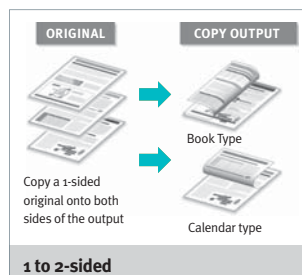 ORIGINAL
COPY OUTPUT
Book Type
Copy a 1-sided
original onto both
sides of the output
Calendar type
1 to 2-sided